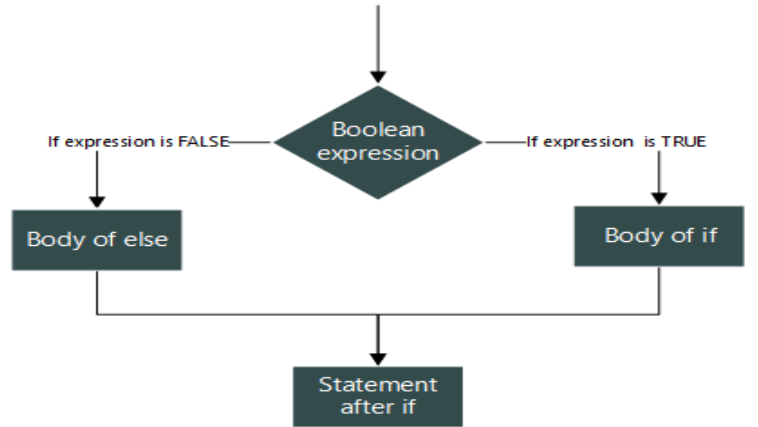 Boolean
expression
If expression is FALSE
If expression is TRUE
Body of else
Body of if
Statement
after if